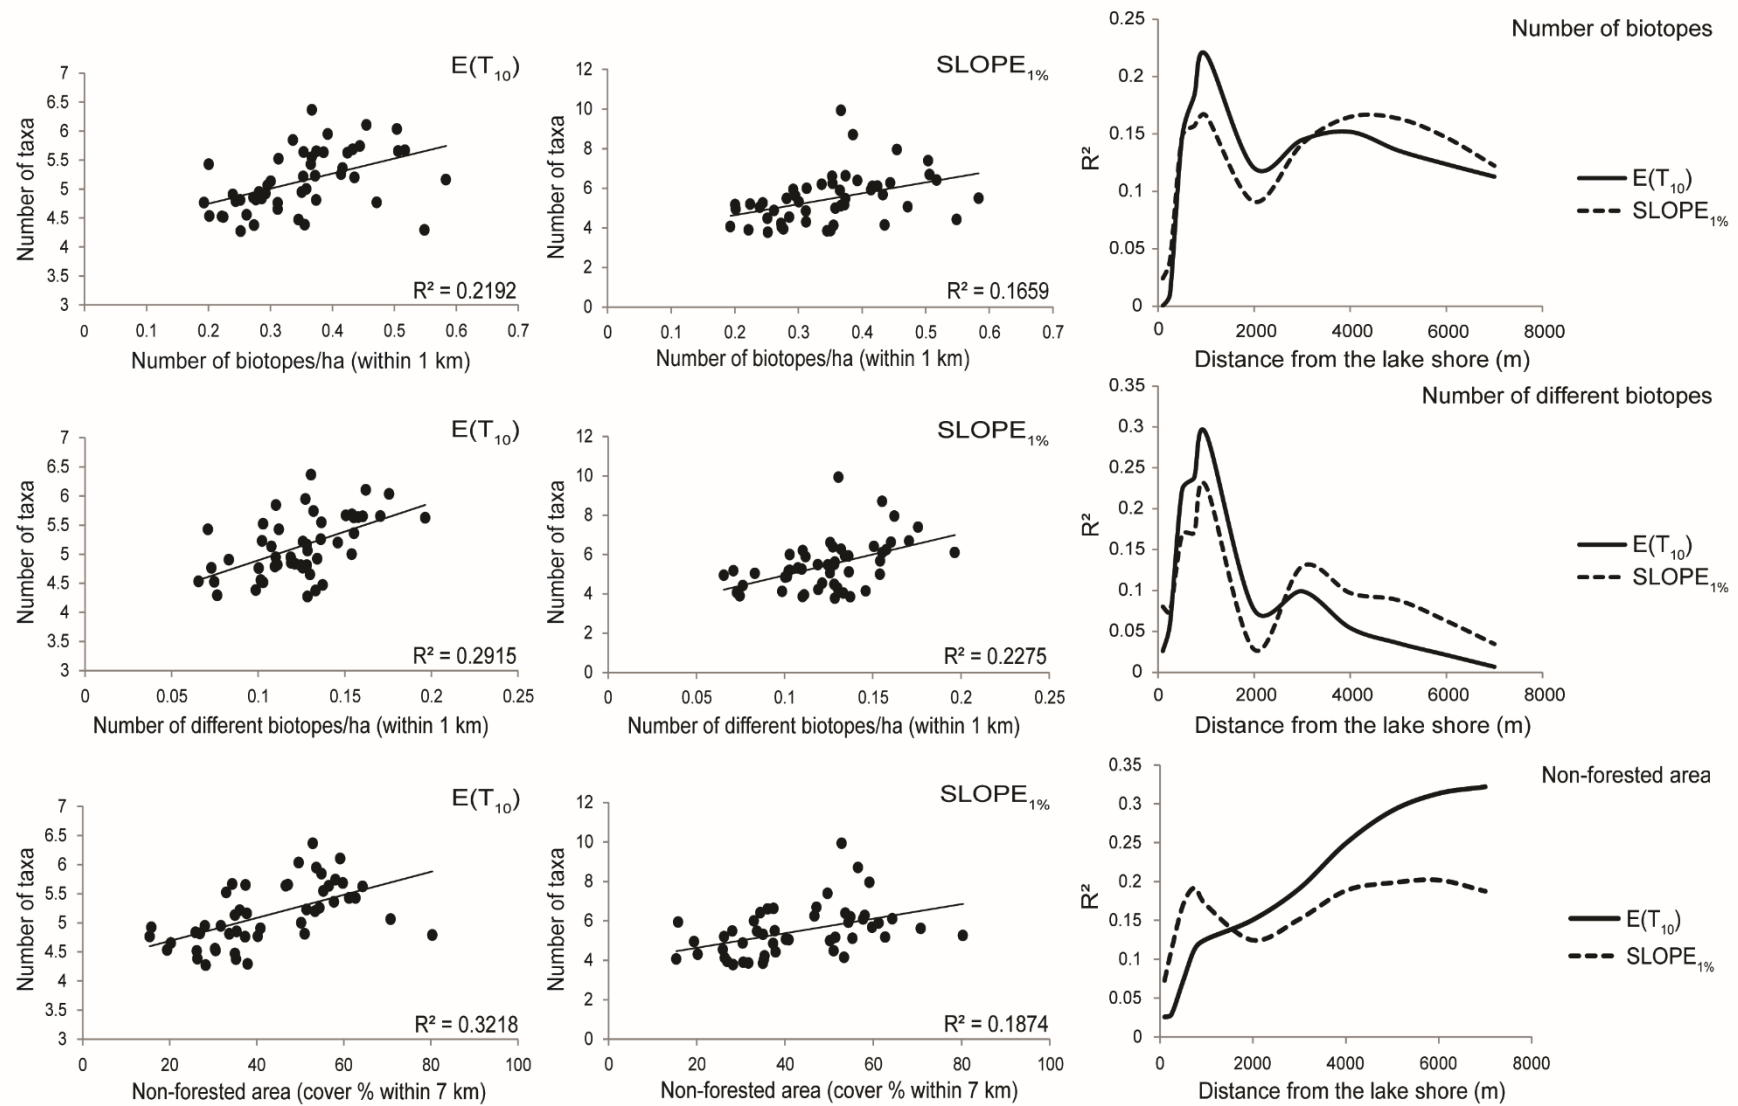 E(T10)
Number of taxa
7
6.5
6
5.5
5
4.5
4
3.5
3
R² = 0.2192
0 0.1 0.2 0.3 0.4 0.5 0.6 0.7
Number of biotopes/ha (within 1 km)
SLOPE1%
Number of taxa
12
10
8
6
4
2
0
R² = 0.1659
0 0.1 0.2 0.3 0.4 0.5 0.6 0.7
Number of biotopes/ha (within 1 km)
Number of biotopes
R²
0.25
0.2
0.15
0.1
0.05
0
E(T10)
SLOPE1%
0 2000 4000 6000 8000
Distance from the lake shore (m)
E(T10)
Number of taxa
7
6.5
6
5.5
5
4.5
4
3.5
3
R² = 0.2915
0 0.05 0.1 0.15 0.2 0.25
Number of different biotopes/ha (within 1 km)
SLOPE1%
Number of taxa
12
10
8
6
4
2
0
R² = 0.2275
0 0.05 0.1 0.15 0.2 0.25
Number of different biotopes/ha (within 1 km)
Number of different biotopes
R²
0.35
0.3
0.25
0.2
0.15
0.1
0.05
0
E(T10)
SLOPE1%
0 2000 4000 6000 8000
Distance from the lake shore (m)
E(T10)
Number of taxa
7
6.5
6
5.5
5
4.5
4
3.5
3
R² = 0.3218
0 20 40 60 80 100
Non-forested area (cover % within 7 km)
SLOPE1%
Number of taxa
12
10
8
6
4
2
0
R² = 0.1874
0 20 40 60 80 100
Non-forested area (cover % within 7 km)
Non-forested area
R²
0.35
0.3
0.25
0.2
0.15
0.1
0.05
0
E(T10)
SLOPE1%
0 2000 4000 6000 8000
Distance from the lake shore (m)